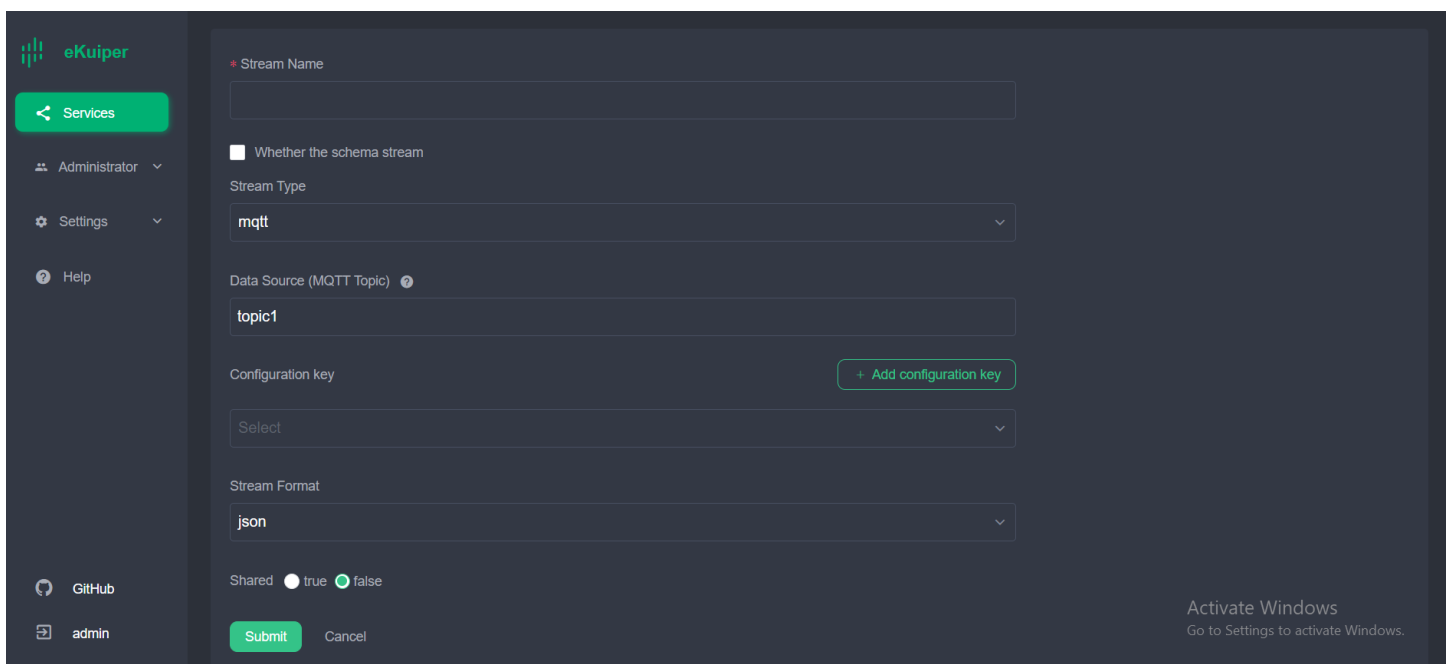 eKuiper
Services
Administrator
Settings
Help
GitHub
admin
* Stream Name
Whether the schema stream
Stream Type
mqtt
Data Source (MQTT Topic) ?
topic1
Configuration key
+ Add configuration key
Select
Stream Format
json
Shared true false
Submit Cancel
Activate Windows
Go to Settings to activate Windows.